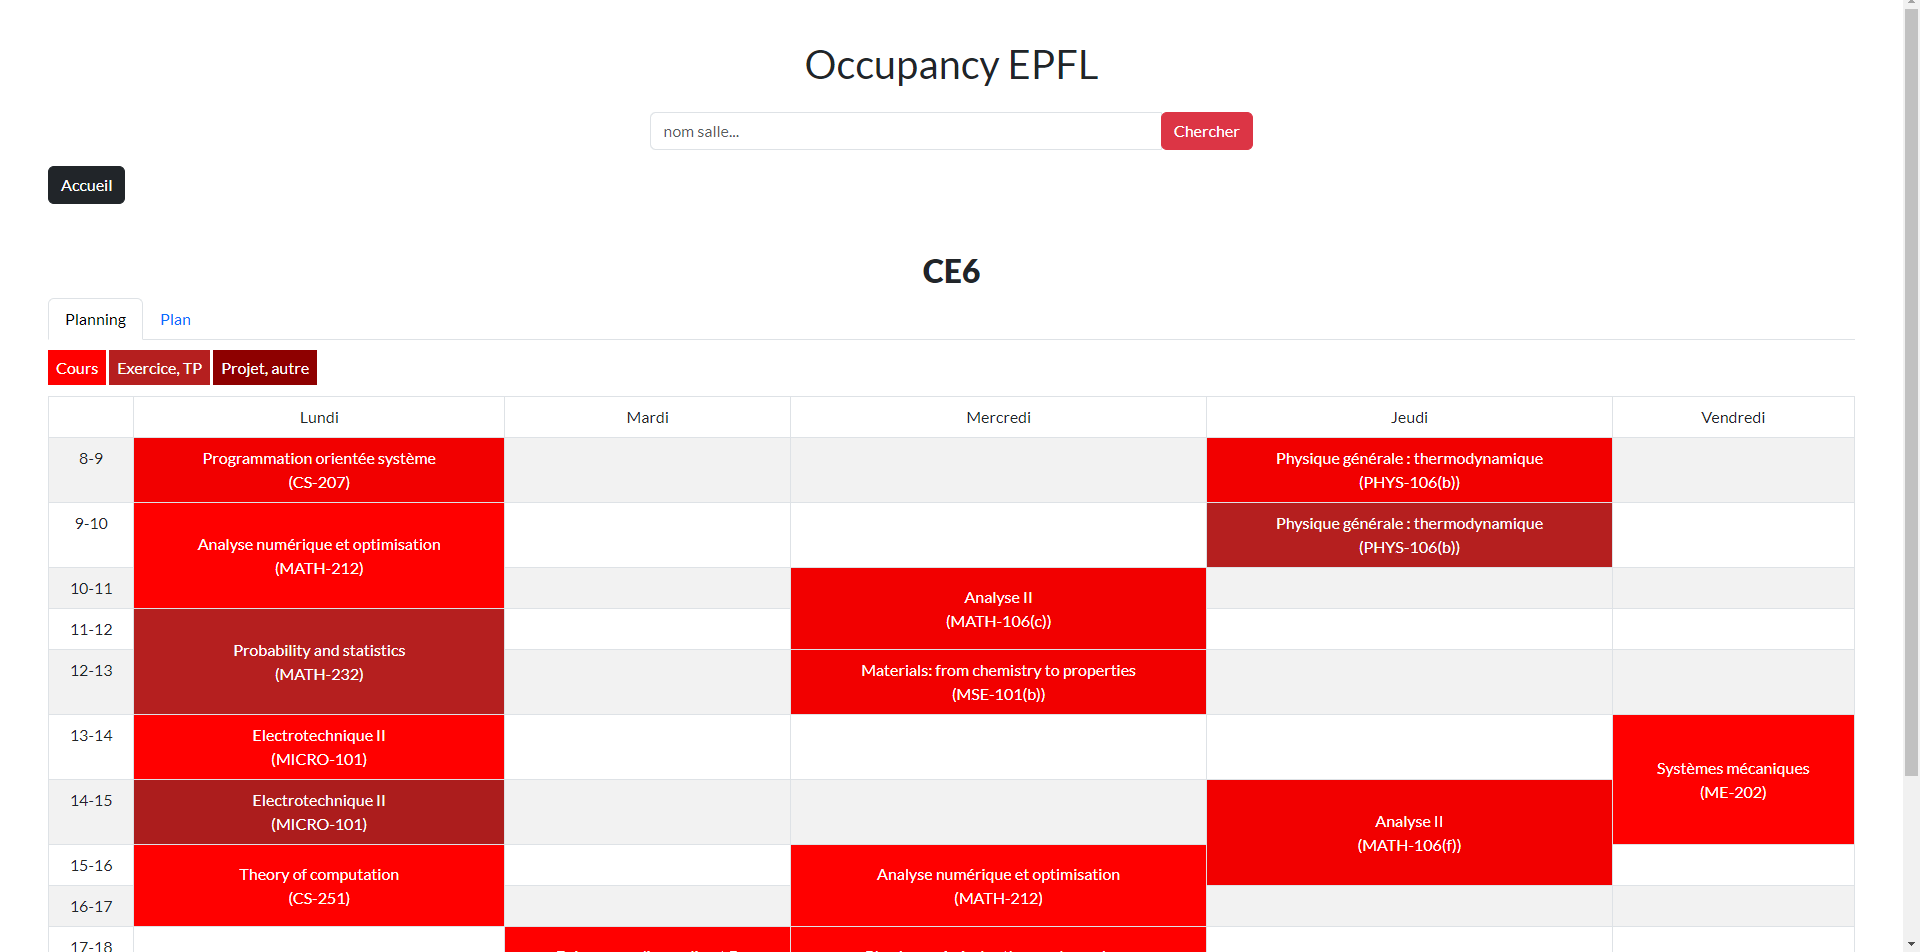 Occupancy EPFL
nom salle...
Chercher
Accueil
CE6
Planning
Plan
Cours
Exercice, TP
Projet, autre
Lundi
Mardi
Mercredi
Jeudi
Vendredi
8-9
Programmation orientée système
(CS-207)
Physique générale : thermodynamique
(PHYS-106(b))
9-10
Analyse numérique et optimisation
(MATH-212)
Physique générale : thermodynamique
(PHYS-106(b))
10-11
Analyse II
(MATH-106(c))
11-12
Probability and statistics
(MATH-232)
12-13
Materials: from chemistry to properties
(MSE-101(b))
13-14
Electrotechnique II
(MICRO-101)
Systèmes mécaniques
(ME-202)
14-15
Electrotechnique II
(MICRO-101)
Analyse II
(MATH-106(f))
15-16
Theory of computation
(CS-251)
Analyse numérique et optimisation
(MATH-212)
16-17
17-18